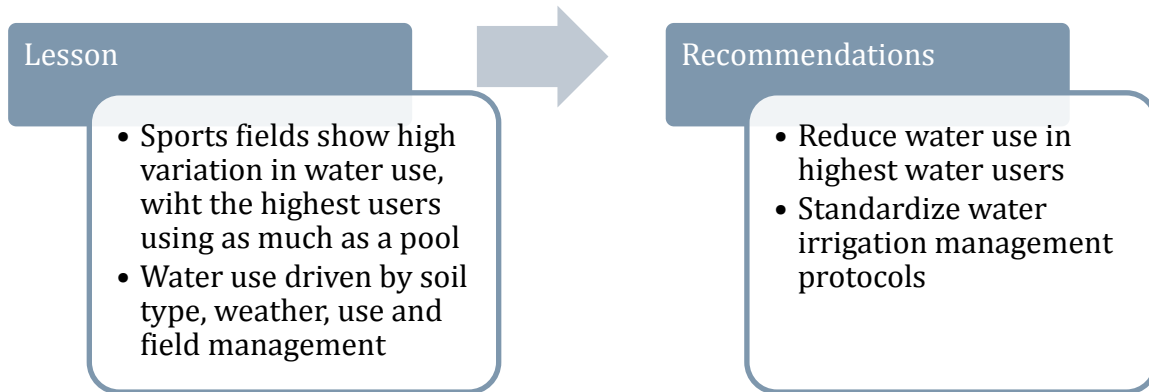 Lesson
• Sports fields show high
variation in water use,
wiht the highest users
using as much as a pool
• Water use driven by soil
type, weather, use and
field management
Recommendations
• Reduce water use in
highest water users
• Standardize water
irrigation management
protocols